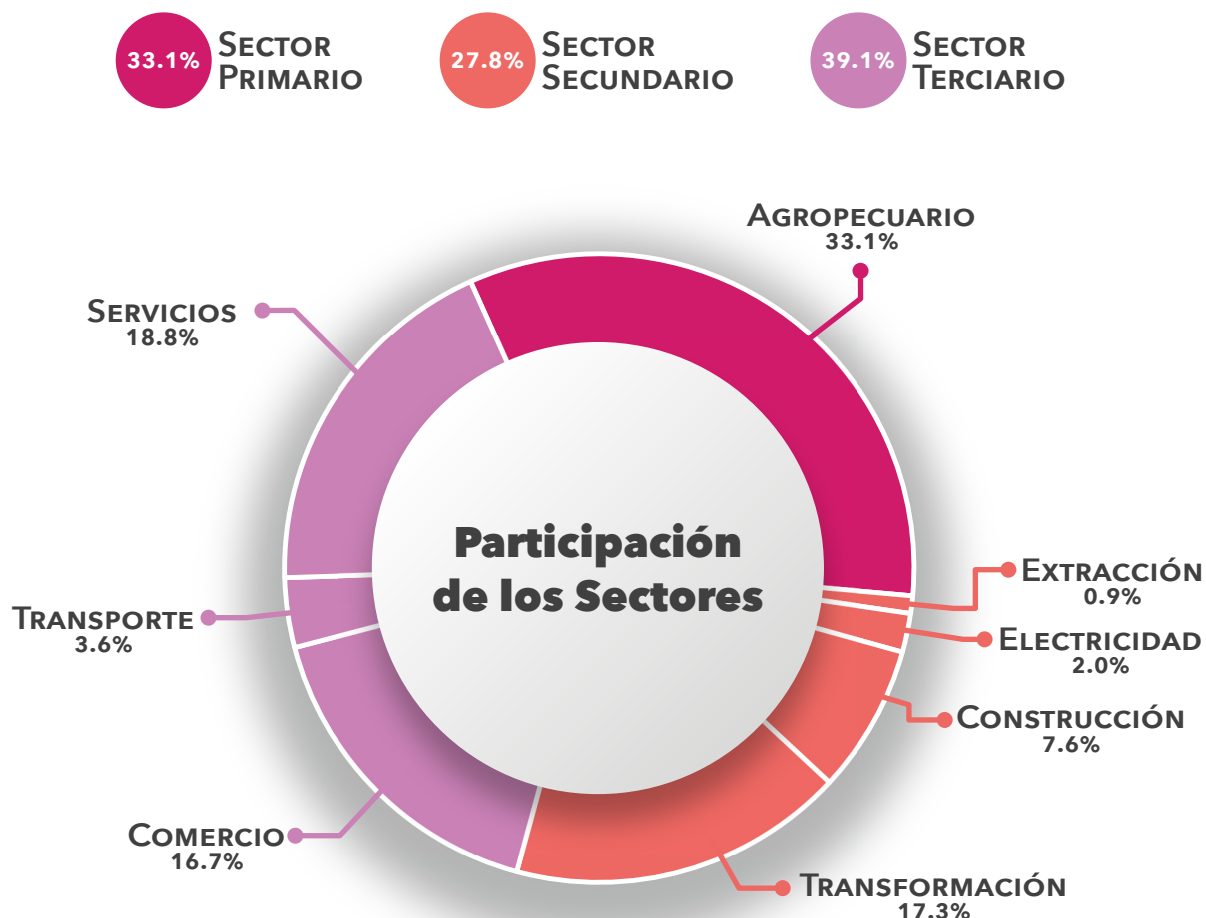 33.1% SECTOR PRIMARIO
27.8% SECTOR SECUNDARIO
39.1% SECTOR TERCIARIO
AGROPECUARIO
33.1%
SERVICIOS
18.8%
Participación
de los Sectores
EXTRACCIÓN
0.9%
TRANSPORTE
3.6%
ELECTRICIDAD
2.0%
CONSTRUCCIÓN
7.6%
COMERCIO
16.7%
TRANSFORMACIÓN
17.3%